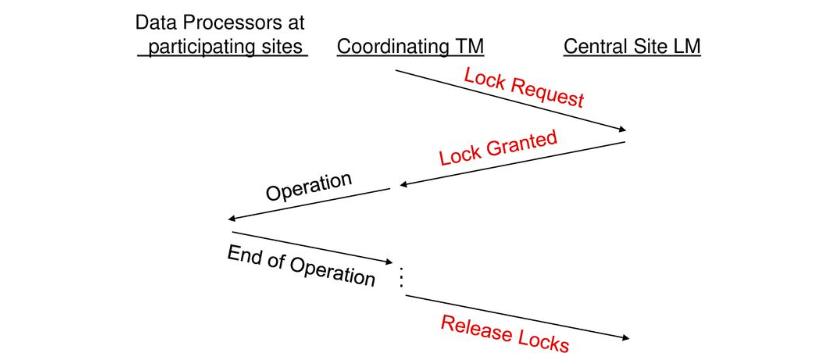 Data Processors at
participating sites
Coordinating TM
Central Site LM
Lock Request
Lock Granted
Operation
End of Operation
Release Locks